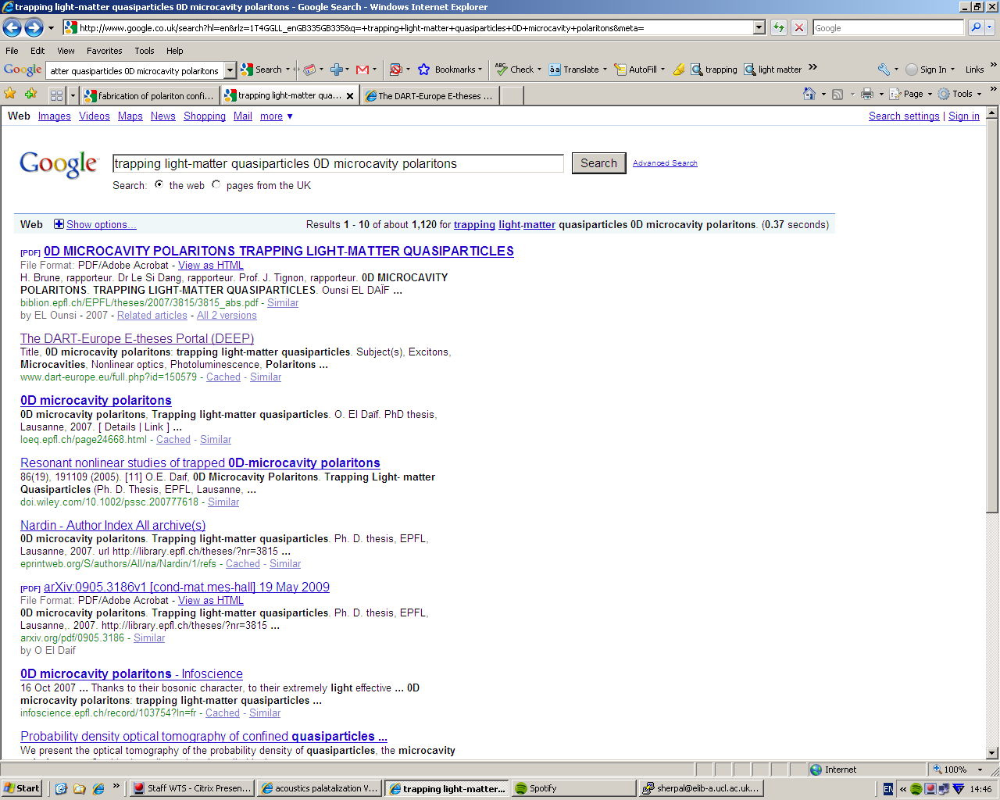 trapping light-matter quasiparticles 0D microcavity polaritons - Google Search - Windows Internet Explorer
http://www.google.co.uk/search?hl=en&rlz=1T4GGLL_enGB335GB335&q=+trapping+light-matter+quasiparticles+0D+microcavity+polaritons&meta=
Google
File Edit View Favorites Tools Help
Google atter quasiparticles 0D microcavity polaritons Search Bookmarks Check Translate AutoFill trapping light matter Sign In Links
fabrication of polariton confi... trapping light-matter qua... The DART-Europe E-theses ... Page Tools
Web Images Videos Maps News Shopping Mail more ▼ Search settings | Sign in
Google trapping light-matter quasiparticles 0D microcavity polaritons Search Advanced Search
Search: the web pages from the UK
Web Show options... Results 1 - 10 of about 1,120 for trapping light-matter quasiparticles 0D microcavity polaritons. (0.37 seconds)
[PDF] 0D MICROCAVITY POLARITONS TRAPPING LIGHT-MATTER QUASIPARTICLES
File Format: PDF/Adobe Acrobat - View as HTML
H. Brune, rapporteur. Dr Le Si Dang, rapporteur. Prof. J. Tignon, rapporteur. 0D MICROCAVITY
POLARITONS. TRAPPING LIGHT-MATTER QUASIPARTICLES. Ounsi EL DAÏF ...
biblion.epfl.ch/EPFL/theses/2007/3815/3815_abs.pdf - Similar
by EL Ounsi - 2007 - Related articles - All 2 versions
The DART-Europe E-theses Portal (DEEP)
Title, 0D microcavity polaritons: trapping light-matter quasiparticles. Subject(s), Excitons,
Microcavities, Nonlinear optics, Photoluminescence, Polaritons ...
www.dart-europe.eu/full.php?id=150579 - Cached - Similar
0D microcavity polaritons
0D microcavity polaritons, Trapping light-matter quasiparticles. O. El Daïf. PhD thesis,
Lausanne, 2007. [ Details | Link ] ...
loeq.epfl.ch/page24668.html - Cached - Similar
Resonant nonlinear studies of trapped 0D-microcavity polaritons
86(19), 191109 (2005). [11] O.E. Daif, 0D Microcavity Polaritons. Trapping Light- matter
Quasiparticles (Ph. D. Thesis, EPFL, Lausanne, ...
doi.wiley.com/10.1002/pssc.200777618 - Similar
Nardin - Author Index All archive(s)
0D microcavity polaritons. Trapping light-matter quasiparticles. Ph. D. thesis, EPFL,
Lausanne, 2007. url http://library.epfl.ch/theses/?nr=3815 ...
eprintweb.org/S/authors/All/na/Nardin/1/refs - Cached - Similar
[PDF] arXiv:0905.3186v1 [cond-mat.mes-hall] 19 May 2009
File Format: PDF/Adobe Acrobat - View as HTML
0D microcavity polaritons. Trapping light-matter quasiparticles. Ph. D. thesis, EPFL,
Lausanne,. 2007. http://library.epfl.ch/theses/?nr=3815 ...
arxiv.org/pdf/0905.3186 - Similar
by O El Daif
0D microcavity polaritons - Infoscience
16 Oct 2007 ... Thanks to their bosonic character, to their extremely light effective ... 0D
microcavity polaritons: trapping light-matter quasiparticles ...
infoscience.epfl.ch/record/103754?ln=fr - Cached - Similar
Probability density optical tomography of confined quasiparticles ...
We present the optical tomography of the probability density of quasiparticles, the microcavity
Internet 100%
Start Staff WTS - Citrix Presen... acoustics palatalization V... trapping light-matter... Spotify sherpal@elib-a.ucl.ac.uk... EN 14:46